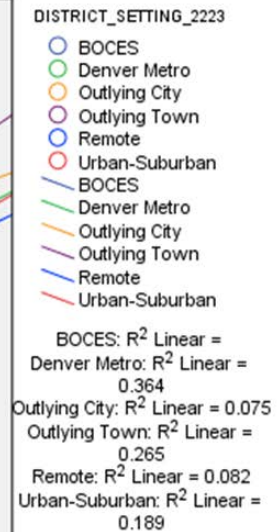 DISTRICT_SETTING_2223
BOCES
Denver Metro
Outlying City
Outlying Town
Remote
Urban-Suburban
BOCES
Denver Metro
Outlying City
Outlying Town
Remote
Urban-Suburban
BOCES: R² Linear =
Denver Metro: R² Linear =
0.364
Outlying City: R² Linear = 0.075
Outlying Town: R² Linear =
0.265
Remote: R² Linear = 0.082
Urban-Suburban: R² Linear =
0.189